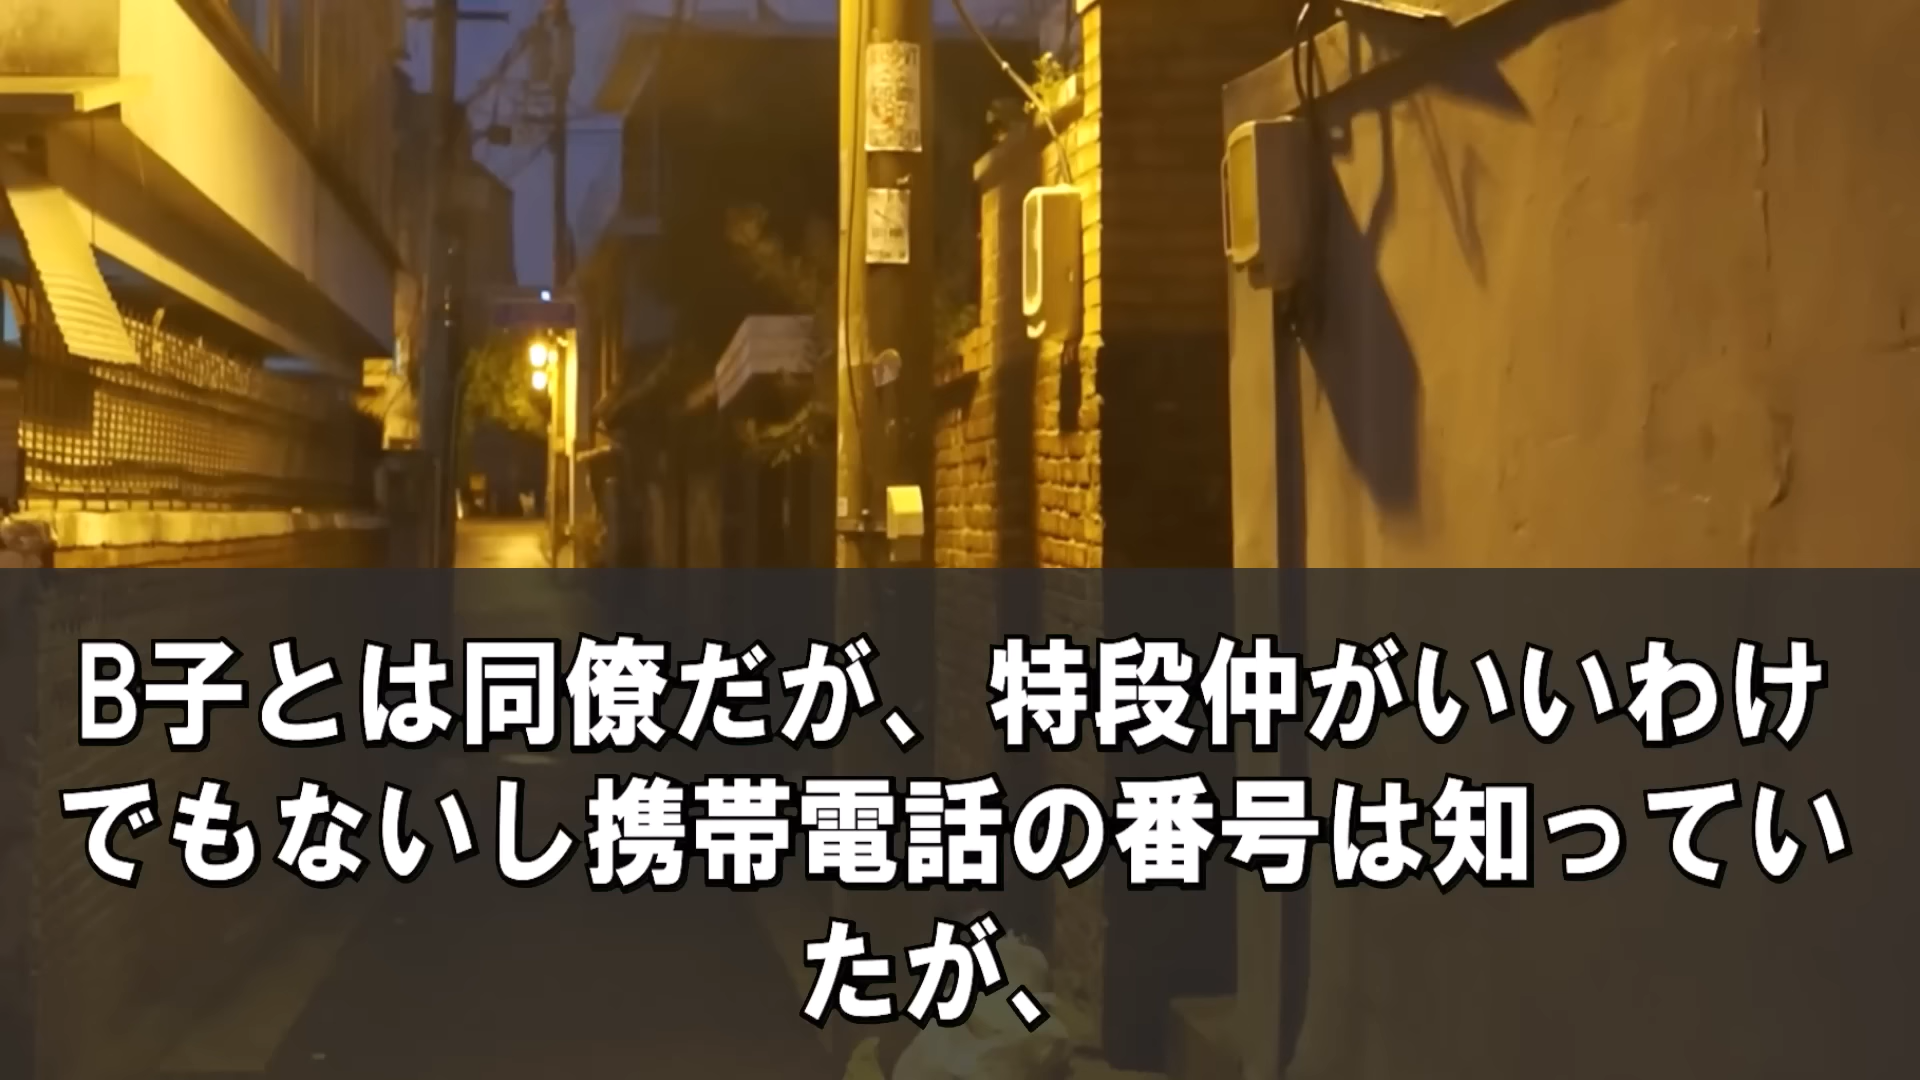 B子とは同僚だが、特段仲がいいわけ
でもないし携帯電話の番号は知ってい
たが、